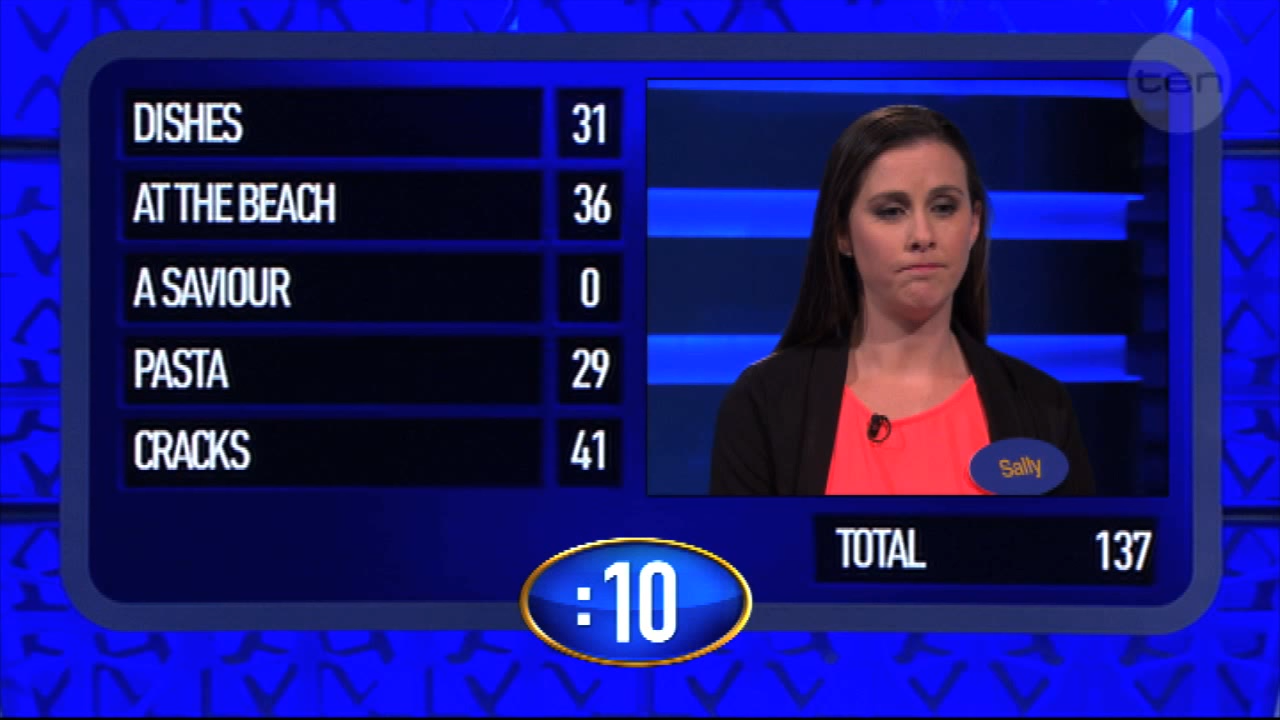 ten
DISHES 31
AT THE BEACH 36
A SAVIOUR 0
PASTA 29
CRACKS 41
Sally
TOTAL 137
:10